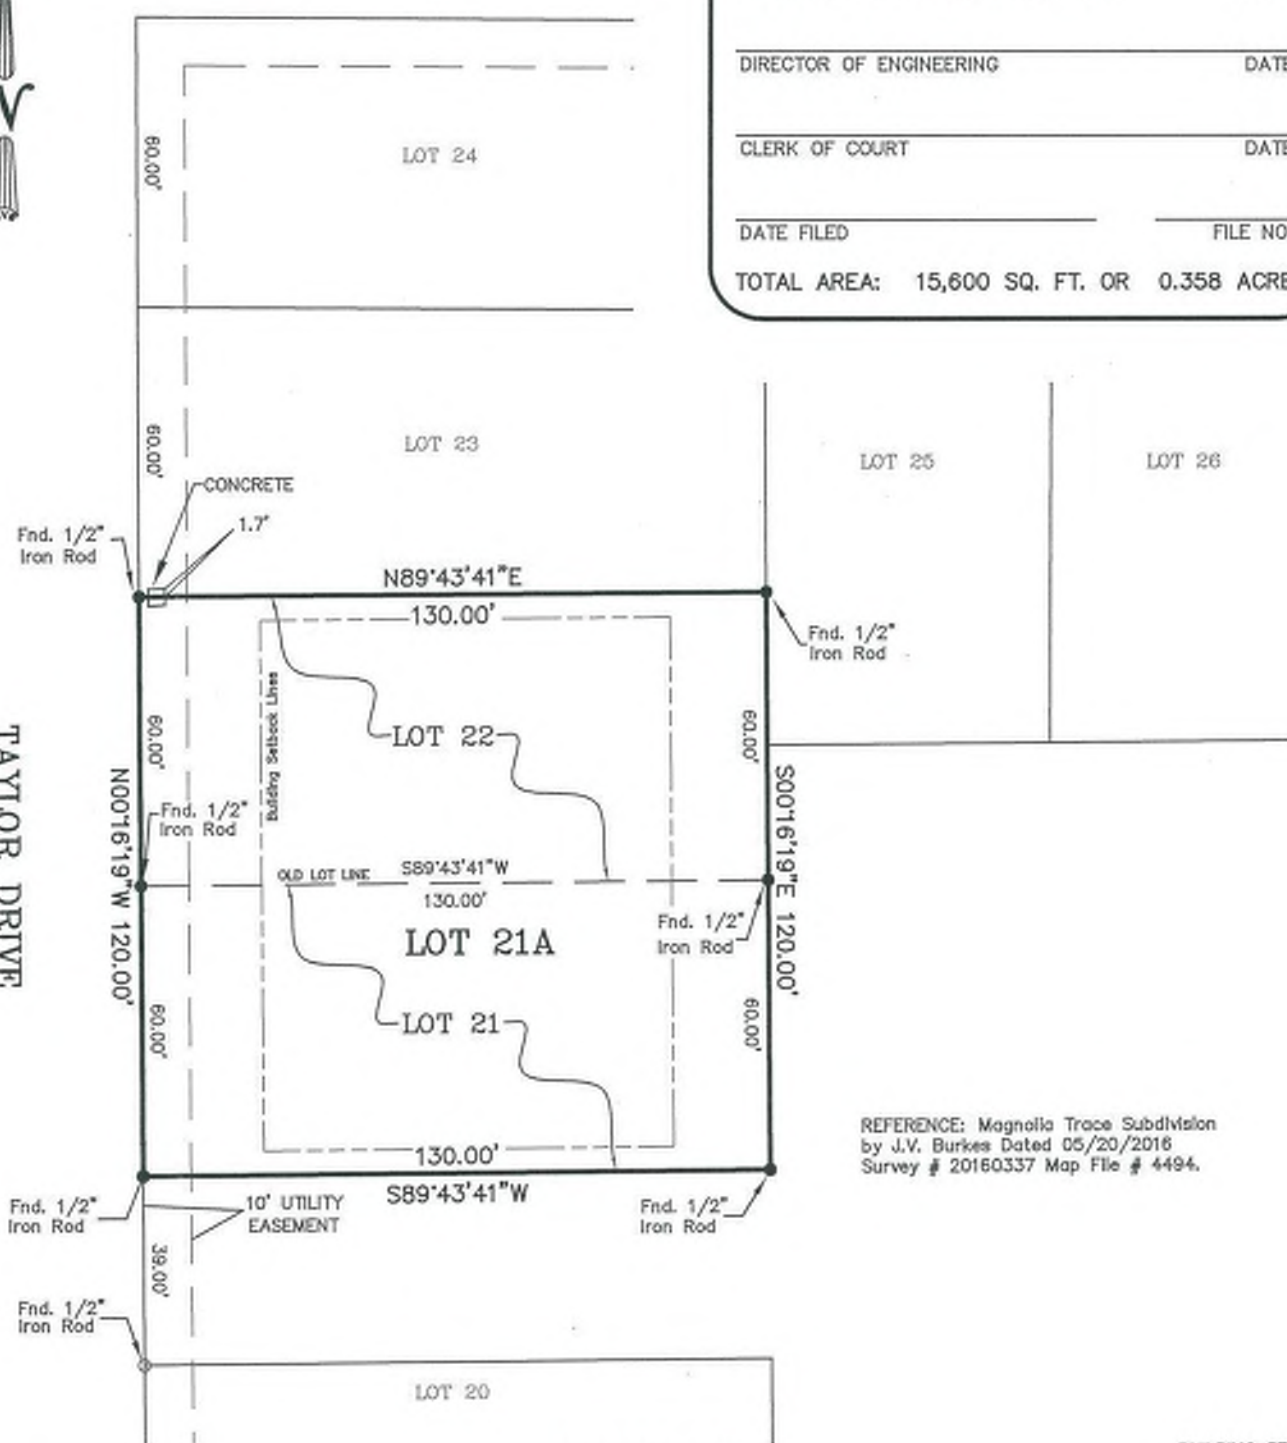 DIRECTOR OF ENGINEERING DATE
CLERK OF COURT DATE
DATE FILED FILE NO
TOTAL AREA: 15,600 SQ. FT. OR 0.358 ACRE
LOT 24
60.00'
LOT 23
60.00'
LOT 25
LOT 26
CONCRETE
1.7'
Fnd. 1/2"
Iron Rod
N89°43'41"E
130.00'
Fnd. 1/2"
Iron Rod
Building Setback Lines
LOT 22
60.00'
60.00'
TAYLOR DRIVE
N00°16'19"W 120.00'
S00°16'19"E 120.00'
Fnd. 1/2"
Iron Rod
OLD LOT LINE
S89°43'41"W
130.00'
Fnd. 1/2"
Iron Rod
LOT 21A
LOT 21
60.00'
60.00'
130.00'
S89°43'41"W
REFERENCE: Magnolia Trace Subdivision
by J.V. Burkes Dated 05/20/2016
Survey # 20160337 Map File # 4494.
Fnd. 1/2"
Iron Rod
10' UTILITY
EASEMENT
Fnd. 1/2"
Iron Rod
39.00'
Fnd. 1/2"
Iron Rod
LOT 20